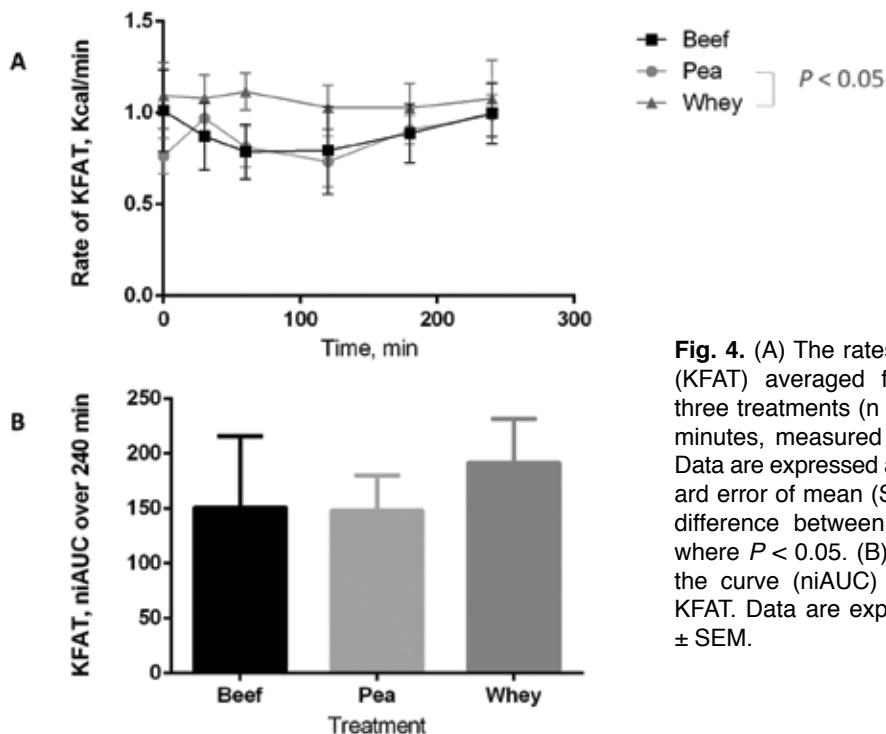 A
Rate of KFAT, Kcal/min
1.5
1.0
0.5
0.0
0
100
200
300
Time, min
Beef
Pea
Whey
P < 0.05
B
KFAT, niAUC over 240 min
250
200
150
100
50
0
Beef
Pea
Whey
Treatment
Fig. 4. (A) The rates
(KFAT) averaged f
three treatments (n
minutes, measured
Data are expressed a
ard error of mean (S
difference between
where P < 0.05. (B)
the curve (niAUC)
KFAT. Data are exp
± SEM.